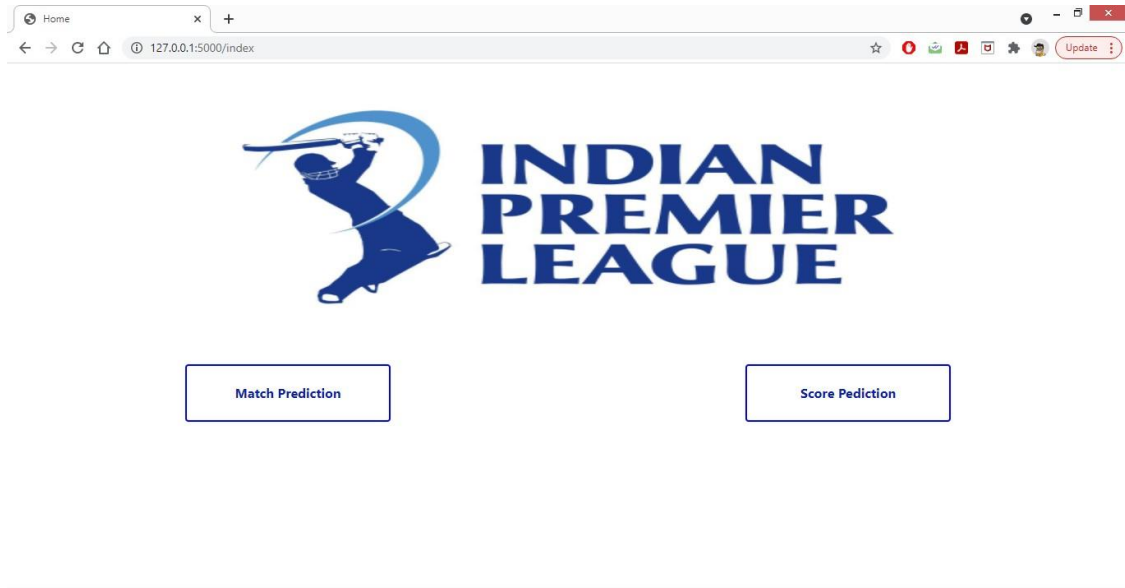 Home
127.0.0.1:5000/index
Update
INDIAN
PREMIER
LEAGUE
Match Prediction
Score Pediction